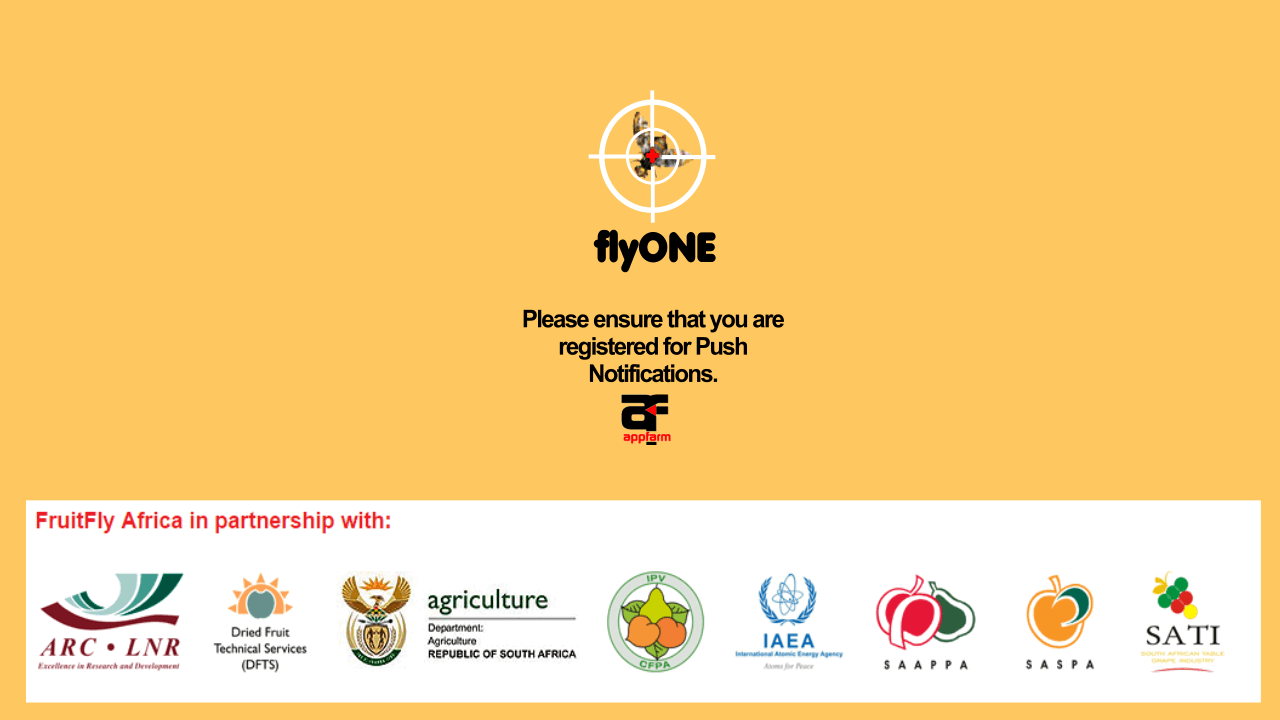 flyONE
Please ensure that you are
registered for Push
Notifications.
af
appfarm
FruitFly Africa in partnership with:
ARC • LNR
Excellence in Research and Development
Dried Fruit
Technical Services
(DFTS)
agriculture
Department:
Agriculture
REPUBLIC OF SOUTH AFRICA
IPV
CFPA
IAEA
International Atomic Energy Agency
Atoms for Peace
SAAPPA
SASPA
SATI
SOUTH AFRICAN TABLE
GRAPE INDUSTRY